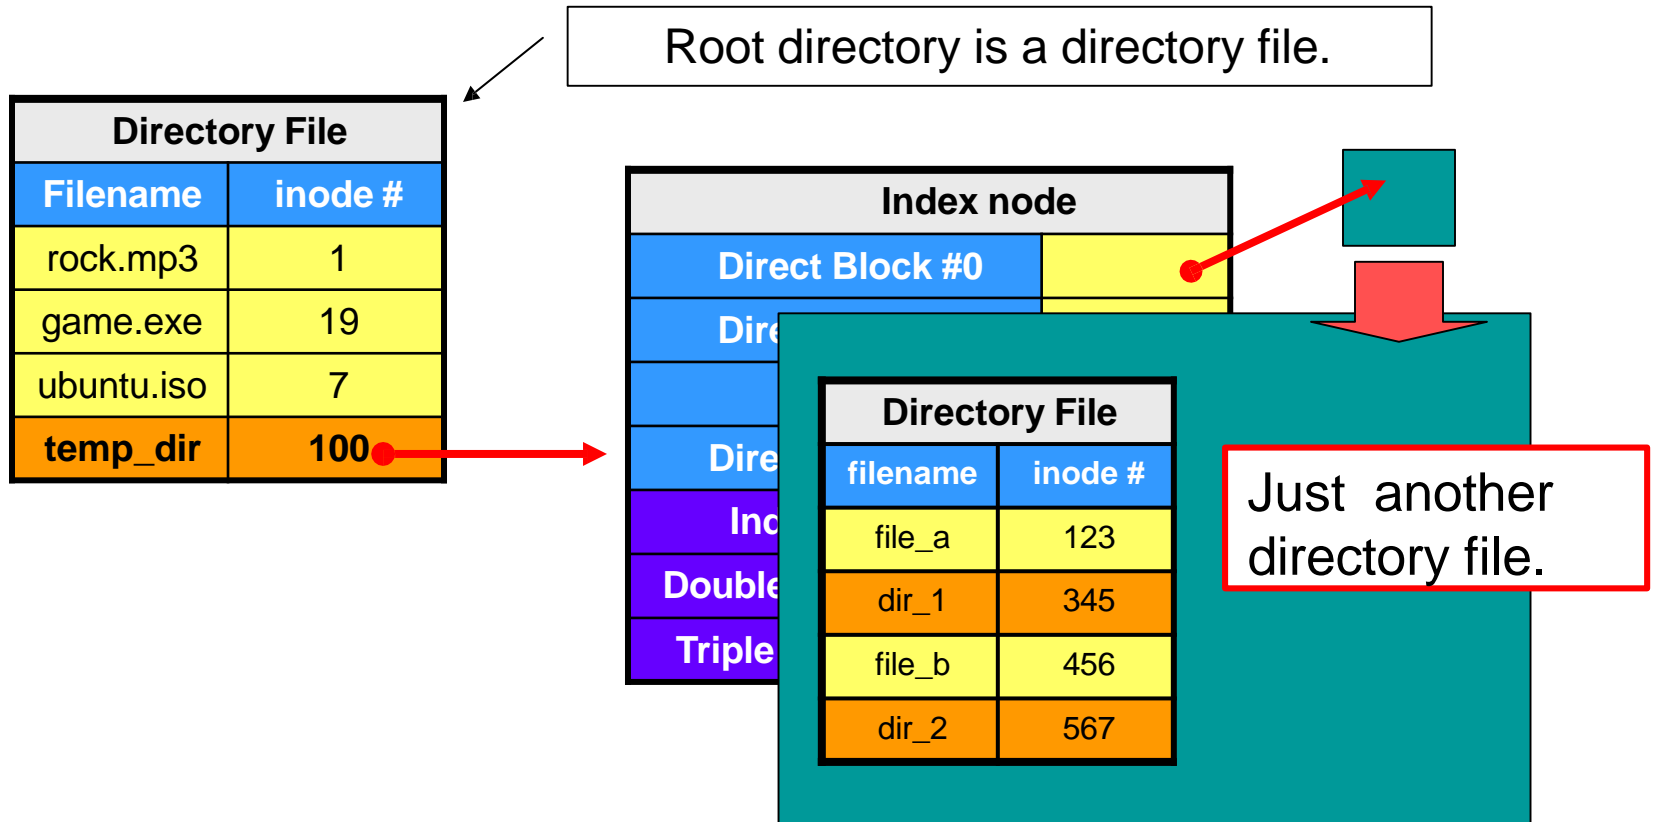 Root directory is a directory file.
Directory File
Filename inode #
rock.mp3 1
game.exe 19
ubuntu.iso 7
temp_dir 100
Index node
Direct Block #0
Dire
Dire
Ind
Double
Triple
Directory File
filename inode #
file_a 123
dir_1 345
file_b 456
dir_2 567
Just another
directory file.